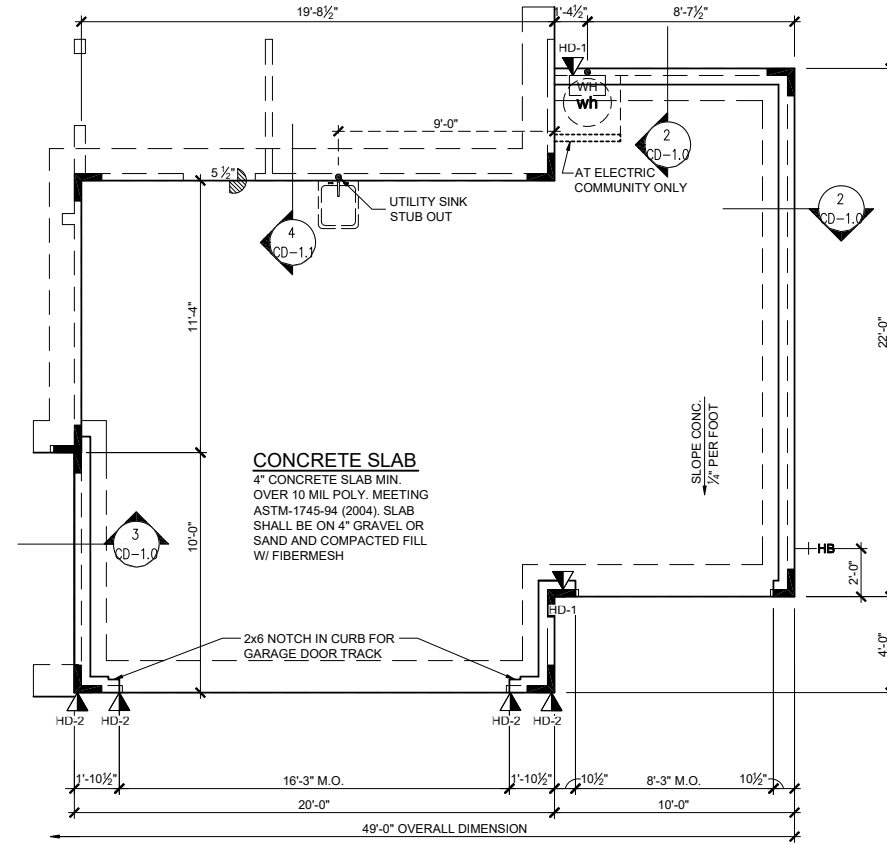 19'-8½"
1'-4½"
8'-7½"
HD-1
WH
wh
9'-0"
2
CD-1.0
5 ½"
AT ELECTRIC
COMMUNITY ONLY
UTILITY SINK
STUB OUT
2
CD-1.0
4
CD-1.1
11'-4"
22'-0"
SLOPE CONC.
¼" PER FOOT
CONCRETE SLAB
4" CONCRETE SLAB MIN.
OVER 10 MIL POLY. MEETING
ASTM-1745-94 (2004). SLAB
SHALL BE ON 4" GRAVEL OR
SAND AND COMPACTED FILL
W/ FIBERMESH
3
CD-1.0
10'-0"
HB
2'-0"
HD-1
2x6 NOTCH IN CURB FOR
GARAGE DOOR TRACK
4'-0"
HD-2
HD-2
HD-2
HD-2
1'-10½"
16'-3" M.O.
1'-10½"
10½"
8'-3" M.O.
10½"
20'-0"
10'-0"
49'-0" OVERALL DIMENSION